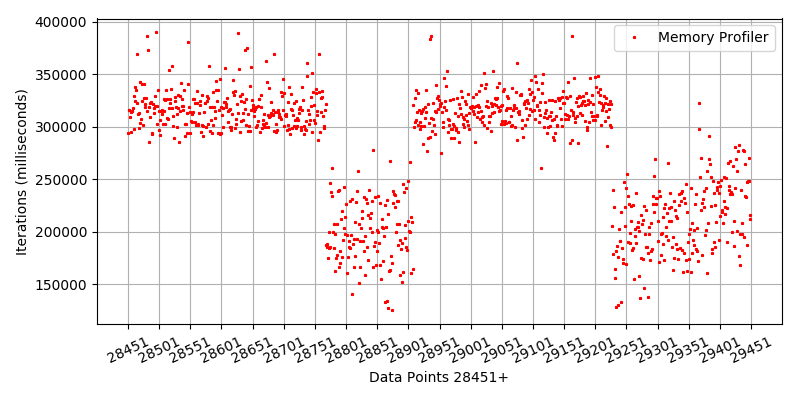 400000
350000
300000
250000
200000
150000
Iterations (milliseconds)
Memory Profiler
28451 28501 28551 28601 28651 28701 28751 28801 28851 28901 28951 29001 29051 29101 29151 29201 29251 29301 29351 29401 29451
Data Points 28451+